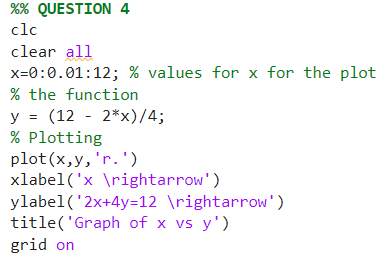 %% QUESTION 4
clc
clear all
x=0:0.01:12; % values for x for the plot
% the function
y = (12 - 2*x)/4;
% Plotting
plot(x,y,'r.')
xlabel('x \rightarrow')
ylabel('2x+4y=12 \rightarrow')
title('Graph of x vs y')
grid on